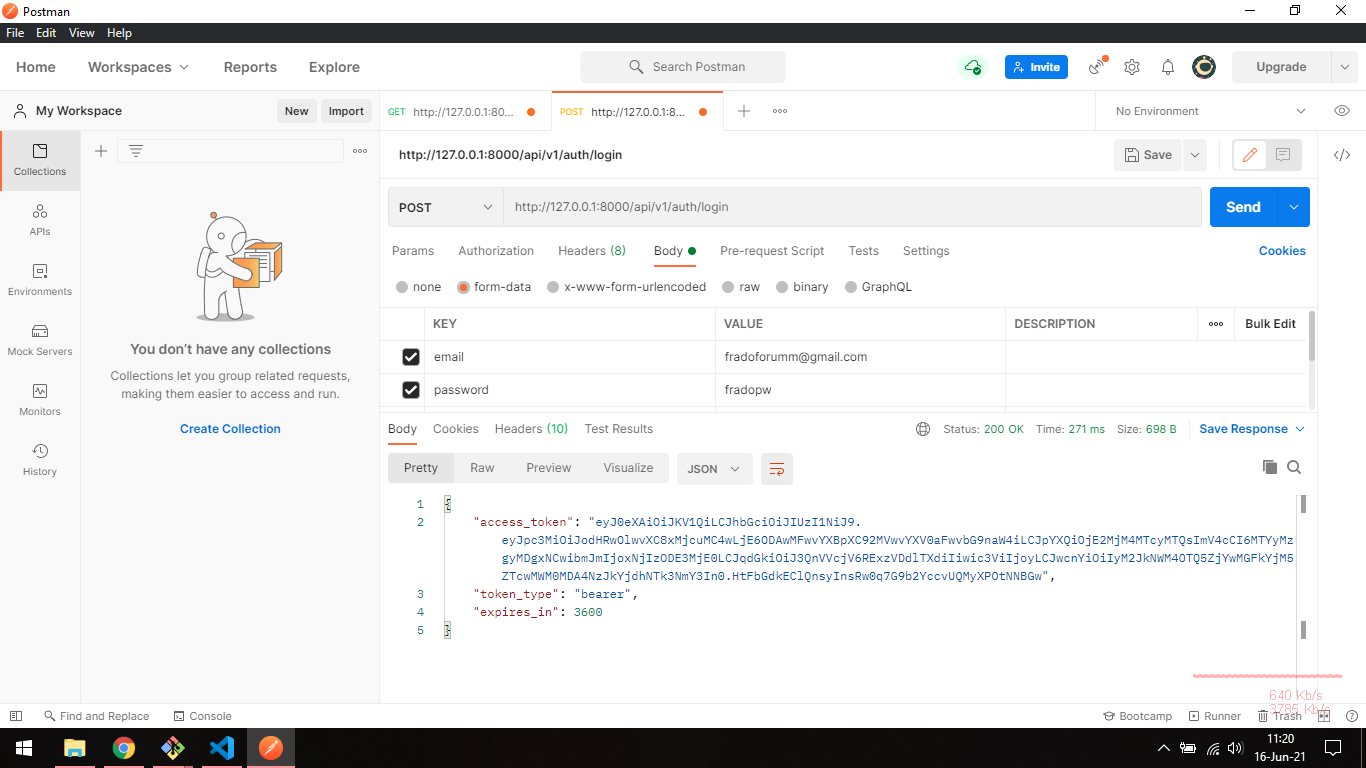 Postman
File Edit View Help
Home Workspaces Reports Explore Search Postman Invite Upgrade
My Workspace New Import GET http://127.0.0.1:80... POST http://127.0.0.1:8... No Environment
Collections
APIs
Environments
Mock Servers
Monitors
History
You don't have any collections
Collections let you group related requests,
making them easier to access and run.
Create Collection
http://127.0.0.1:8000/api/v1/auth/login Save
POST http://127.0.0.1:8000/api/v1/auth/login Send
Params Authorization Headers (8) Body Pre-request Script Tests Settings Cookies
none form-data x-www-form-urlencoded raw binary GraphQL
KEY VALUE DESCRIPTION Bulk Edit
email fradoforumm@gmail.com
password fradopw
Body Cookies Headers (10) Test Results Status: 200 OK Time: 271 ms Size: 698 B Save Response
Pretty Raw Preview Visualize JSON
1 {
2 "access_token": "eyJ0eXAiOiJKV1QiLCJhbGciOiJIUzI1NiJ9.
eyJpc3MiOiJodHRwOlwvXC8xMjcuMC4wLjE6ODAwMFwvYXBpXC92MVwvYXV0aFwvbG9naW4iLCJpYXQiOjE2MjM4MTcyMTQsImV4cCI6MTYyMz
gyMDgxNCwibmJmIjoxNjIzODE3MjE0LCJqdGkiOiJ3QnVVcjV6RExzVDdlTXdiIiwic3ViIjoyLCJwcnYiOiIyM2JkNWM4OTQ5ZjYwMGFkYjM5
ZTcwMWM0MDA4NzJkYjdhNTk3NmY3In0.HtFbGdkEClQnsyInsRw0q7G9b2YccvUQMyXPOtNNBGw",
3 "token_type": "bearer",
4 "expires_in": 3600
5 }
640 Kb/s
3785 Kb/s
Find and Replace Console Bootcamp Runner Trash
11:20
16-Jun-21